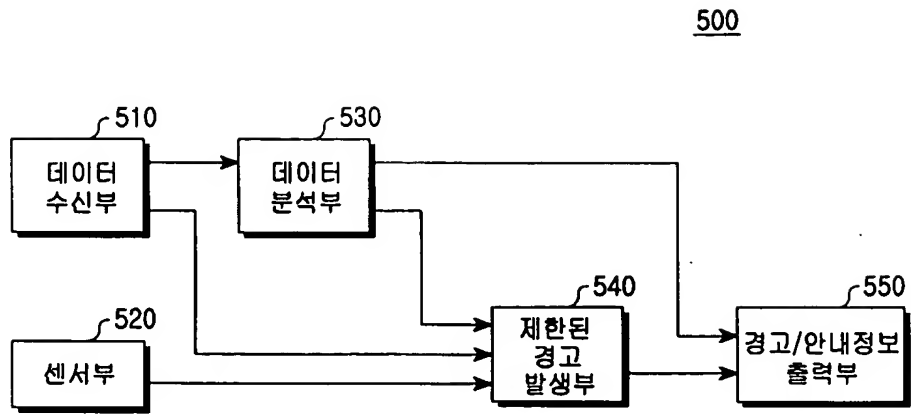 500
510
데이터
수신부
530
데이터
분석부
520
센서부
540
제한된
경고
발생부
550
경고/안내정보
출력부